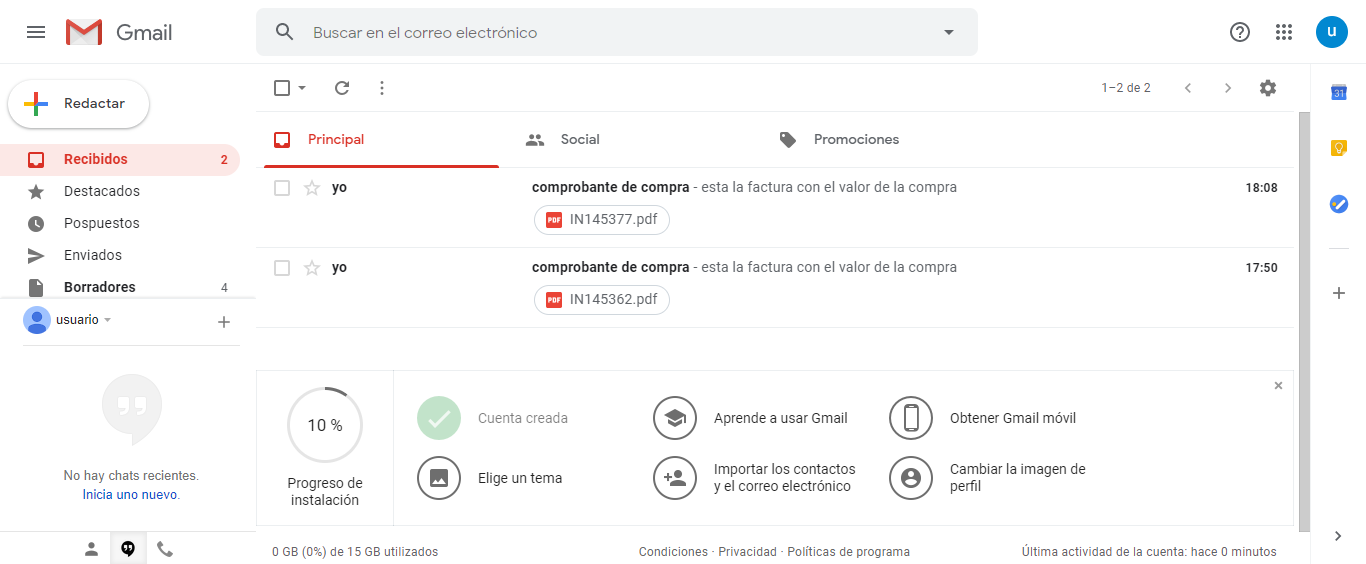 Gmail
Buscar en el correo electrónico
u
Redactar
1–2 de 2
31
Principal
Social
Promociones
Recibidos 2
Destacados
Pospuestos
Enviados
Borradores 4
yo comprobante de compra - esta la factura con el valor de la compra 18:08
PDF IN145377.pdf
yo comprobante de compra - esta la factura con el valor de la compra 17:50
PDF IN145362.pdf
usuario
No hay chats recientes.
Inicia uno nuevo.
10 %
Progreso de
instalación
Cuenta creada
Aprende a usar Gmail
Obtener Gmail móvil
Elige un tema
Importar los contactos
y el correo electrónico
Cambiar la imagen de
perfil
0 GB (0%) de 15 GB utilizados
Condiciones · Privacidad · Políticas de programa
Última actividad de la cuenta: hace 0 minutos